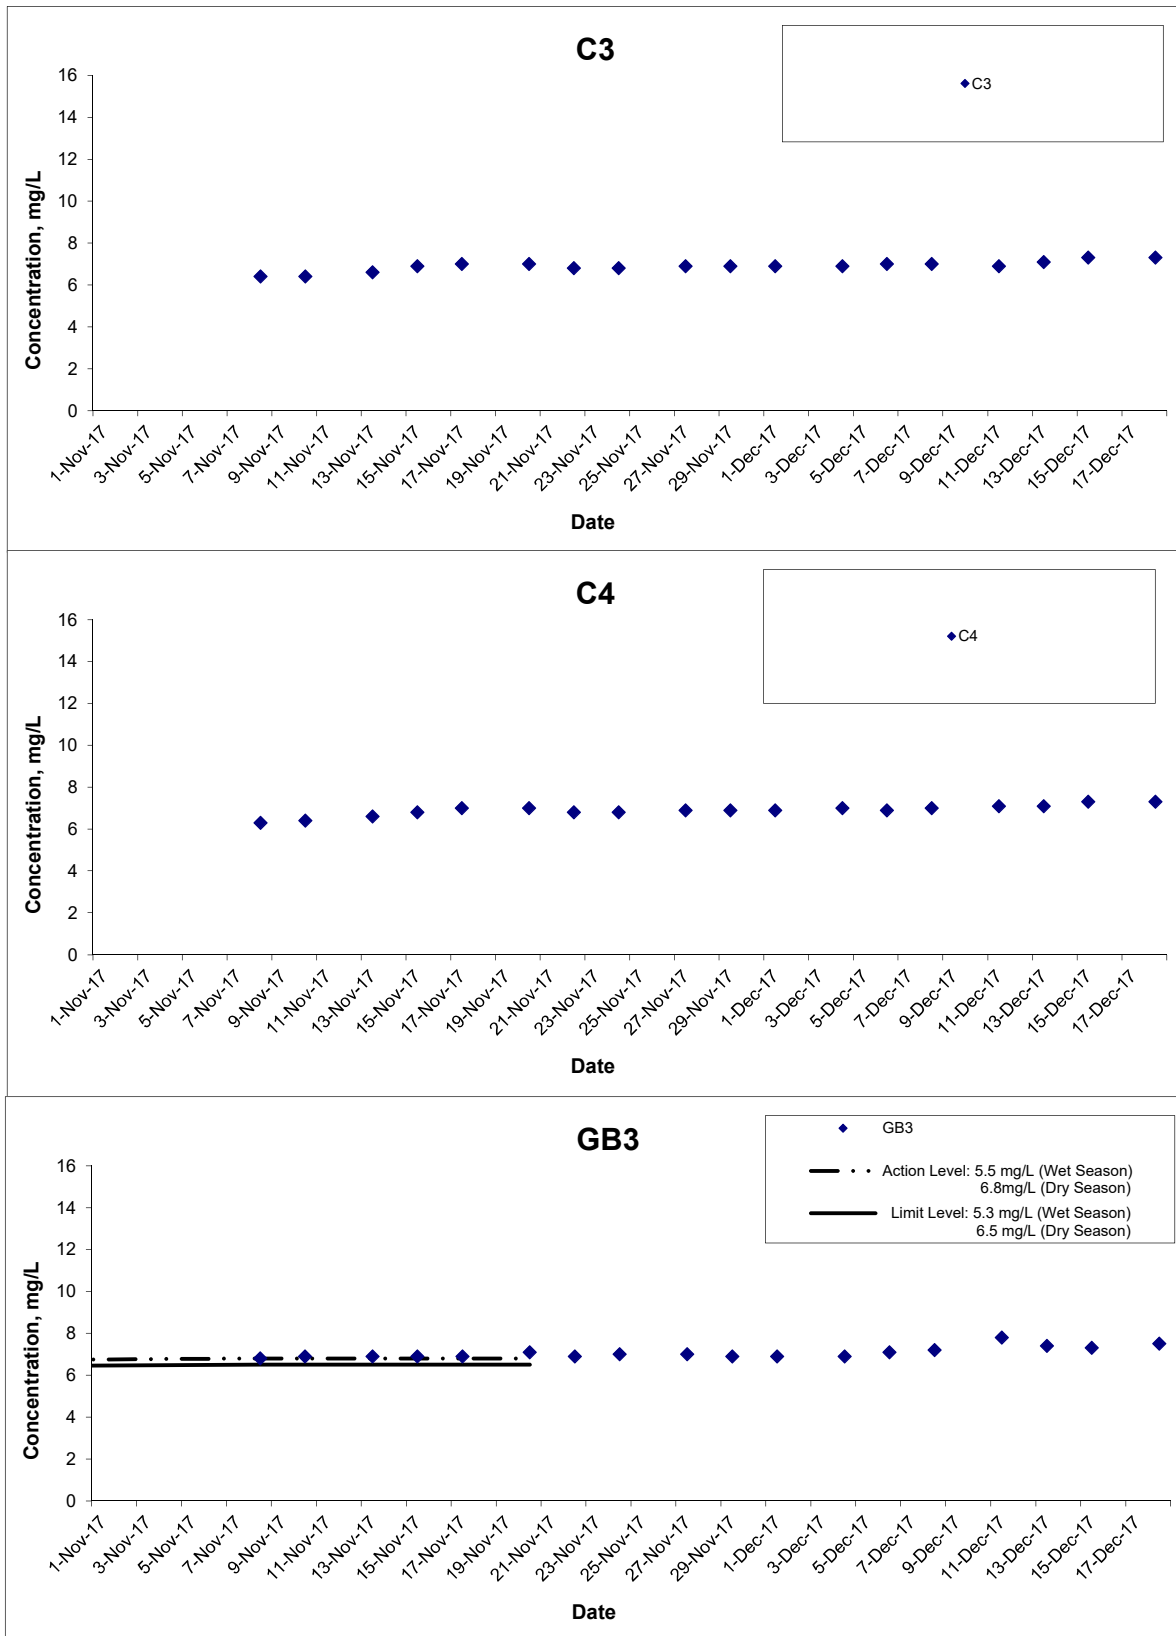 C3
C3
16
14
12
10
8
6
4
2
0
Concentration, mg/L
1-Nov-17
3-Nov-17
5-Nov-17
7-Nov-17
9-Nov-17
11-Nov-17
13-Nov-17
15-Nov-17
17-Nov-17
19-Nov-17
21-Nov-17
23-Nov-17
25-Nov-17
27-Nov-17
29-Nov-17
1-Dec-17
3-Dec-17
5-Dec-17
7-Dec-17
9-Dec-17
11-Dec-17
13-Dec-17
15-Dec-17
17-Dec-17
Date
C4
C4
16
14
12
10
8
6
4
2
0
Concentration, mg/L
1-Nov-17
3-Nov-17
5-Nov-17
7-Nov-17
9-Nov-17
11-Nov-17
13-Nov-17
15-Nov-17
17-Nov-17
19-Nov-17
21-Nov-17
23-Nov-17
25-Nov-17
27-Nov-17
29-Nov-17
1-Dec-17
3-Dec-17
5-Dec-17
7-Dec-17
9-Dec-17
11-Dec-17
13-Dec-17
15-Dec-17
17-Dec-17
Date
GB3
GB3
Action Level: 5.5 mg/L (Wet Season)
6.8mg/L (Dry Season)
Limit Level: 5.3 mg/L (Wet Season)
6.5 mg/L (Dry Season)
16
14
12
10
8
6
4
2
0
Concentration, mg/L
1-Nov-17
3-Nov-17
5-Nov-17
7-Nov-17
9-Nov-17
11-Nov-17
13-Nov-17
15-Nov-17
17-Nov-17
19-Nov-17
21-Nov-17
23-Nov-17
25-Nov-17
27-Nov-17
29-Nov-17
1-Dec-17
3-Dec-17
5-Dec-17
7-Dec-17
9-Dec-17
11-Dec-17
13-Dec-17
15-Dec-17
17-Dec-17
Date